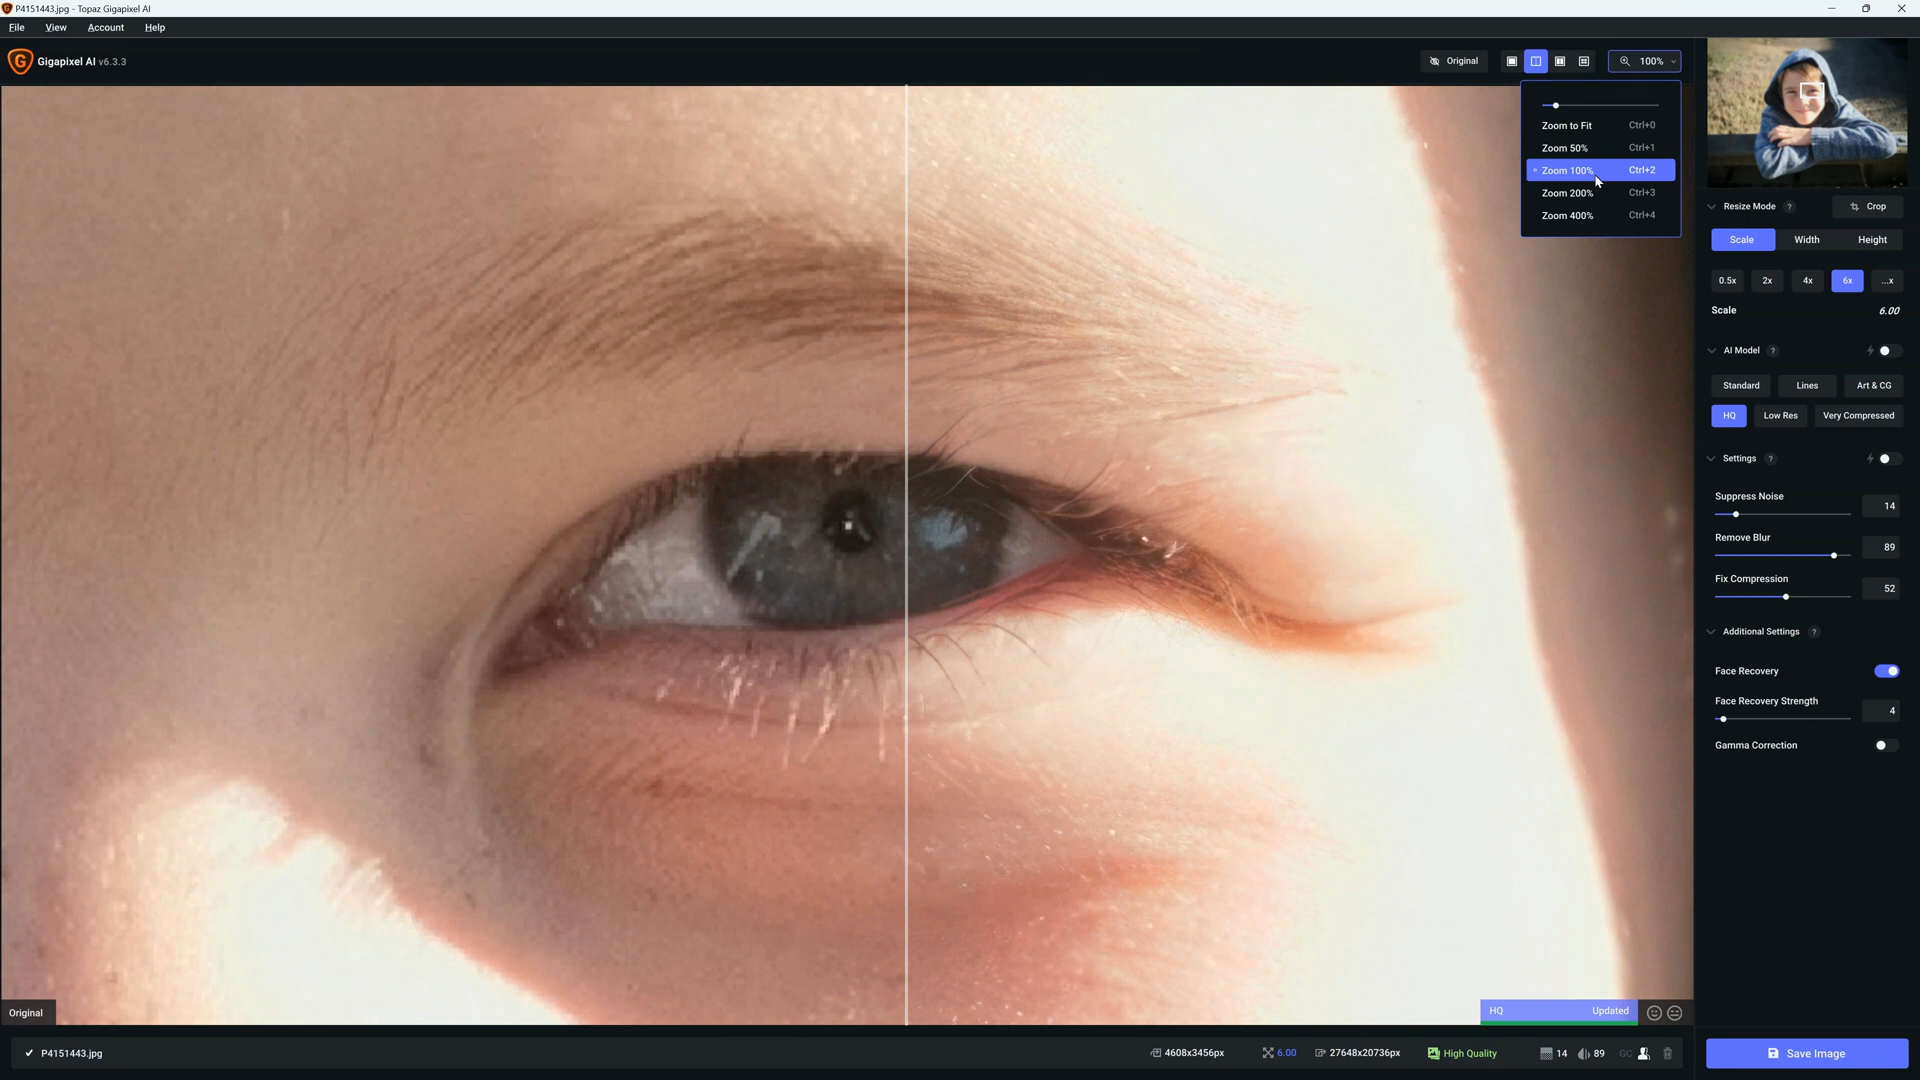 P4151443.jpg - Topaz Gigapixel AI
File View Account Help
Gigapixel AI v6.3.3
Original
100%
Zoom to Fit Ctrl+0
Zoom 50% Ctrl+1
Zoom 100% Ctrl+2
Zoom 200% Ctrl+3
Zoom 400% Ctrl+4
Resize Mode ? Crop
Scale Width Height
0.5x 2x 4x 6x ...x
Scale 6.00
AI Model ?
Standard Lines Art & CG
HQ Low Res Very Compressed
Settings ?
Suppress Noise 14
Remove Blur 89
Fix Compression 52
Additional Settings ?
Face Recovery
Face Recovery Strength 4
Gamma Correction
Original
HQ Updated
P4151443.jpg
4608x3456px 6.00 27648x20736px High Quality 14 89 GC
Save Image